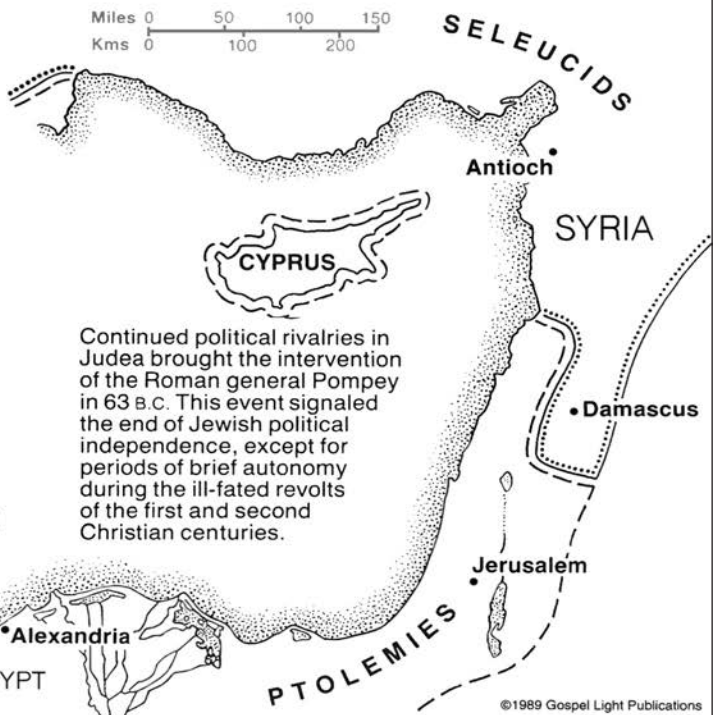 Miles 0 50 100 150
Kms 0 100 200
SELEUCIDS
Antioch
SYRIA
CYPRUS
Continued political rivalries in
Judea brought the intervention
of the Roman general Pompey
in 63 B.C. This event signaled
the end of Jewish political
independence, except for
periods of brief autonomy
during the ill-fated revolts
of the first and second
Christian centuries.
Damascus
Jerusalem
Alexandria
YPT
PTOLEMIES
©1989 Gospel Light Publications